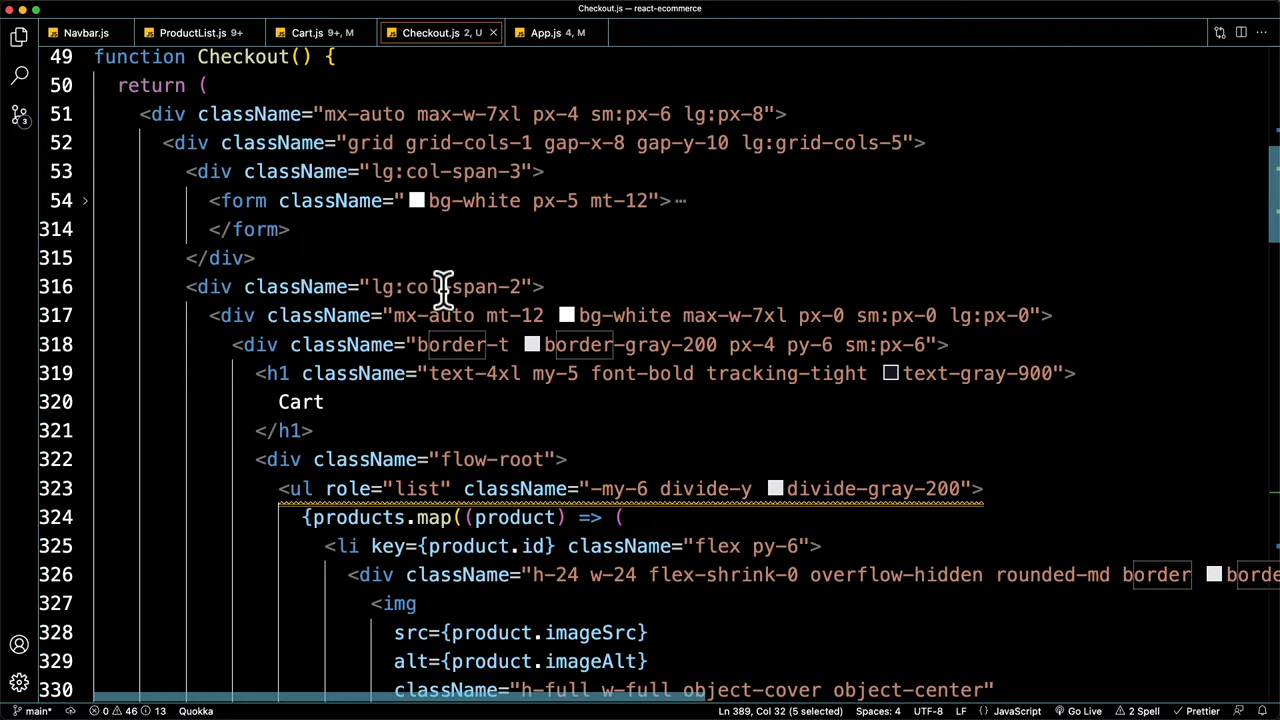 Checkout.js — react-ecommerce
Navbar.js
ProductList.js 9+
Cart.js 9+, M
Checkout.js 2, U
App.js 4, M
49 function Checkout() {
50 return (
51 <div className="mx-auto max-w-7xl px-4 sm:px-6 lg:px-8">
52 <div className="grid grid-cols-1 gap-x-8 gap-y-10 lg:grid-cols-5">
53 <div className="lg:col-span-3">
54 <form className="bg-white px-5 mt-12">⋯
314 </form>
315 </div>
316 <div className="lg:col-span-2">
317 <div className="mx-auto mt-12 bg-white max-w-7xl px-0 sm:px-0 lg:px-0">
318 <div className="border-t border-gray-200 px-4 py-6 sm:px-6">
319 <h1 className="text-4xl my-5 font-bold tracking-tight text-gray-900">
320 Cart
321 </h1>
322 <div className="flow-root">
323 <ul role="list" className="-my-6 divide-y divide-gray-200">
324 {products.map((product) => (
325 <li key={product.id} className="flex py-6">
326 <div className="h-24 w-24 flex-shrink-0 overflow-hidden rounded-md border borde
327 <img
328 src={product.imageSrc}
329 alt={product.imageAlt}
330 className="h-full w-full object-cover object-center"
3
main* 0 46 13 Quokka Ln 389, Col 32 (5 selected) Spaces: 4 UTF-8 LF {} JavaScript Go Live 2 Spell Prettier